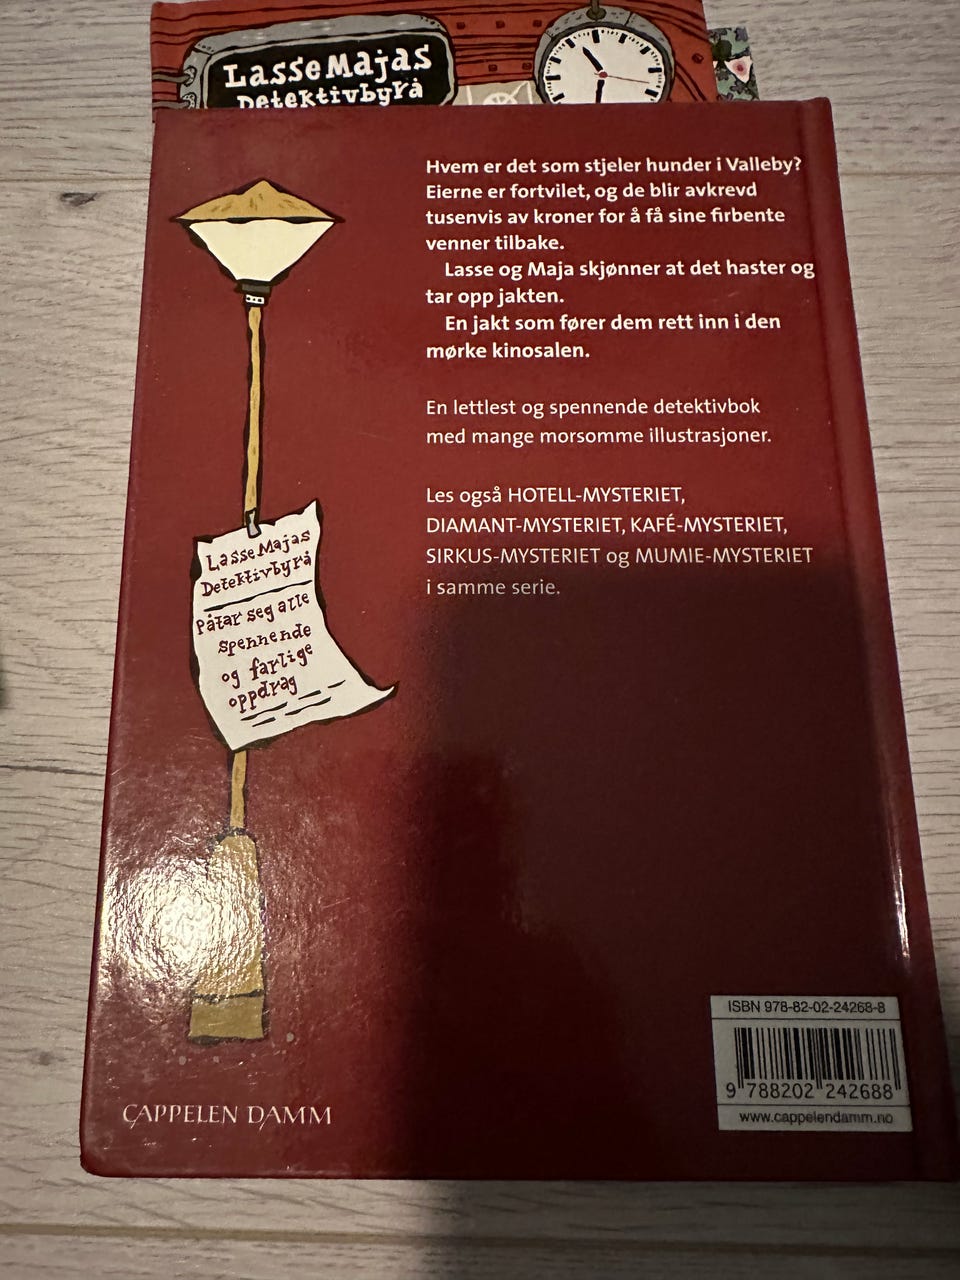 LasseMajas
Detektivbyrå
Hvem er det som stjeler hunder i Valleby?
Eierne er fortvilet, og de blir avkrevd
tusenvis av kroner for å få sine firbente
venner tilbake.
Lasse og Maja skjønner at det haster og
tar opp jakten.
En jakt som fører dem rett inn i den
mørke kinosalen.
En lettlest og spennende detektivbok
med mange morsomme illustrasjoner.
Les også HOTELL-MYSTERIET,
DIAMANT-MYSTERIET, KAFÉ-MYSTERIET,
SIRKUS-MYSTERIET og MUMIE-MYSTERIET
i samme serie.
LasseMajas
Detektivbyrå
Påtar seg alle
spennende
og farlige
oppdrag
CAPPELEN DAMM
ISBN 978-82-02-24268-8
9 788202 242688
www.cappelendamm.no